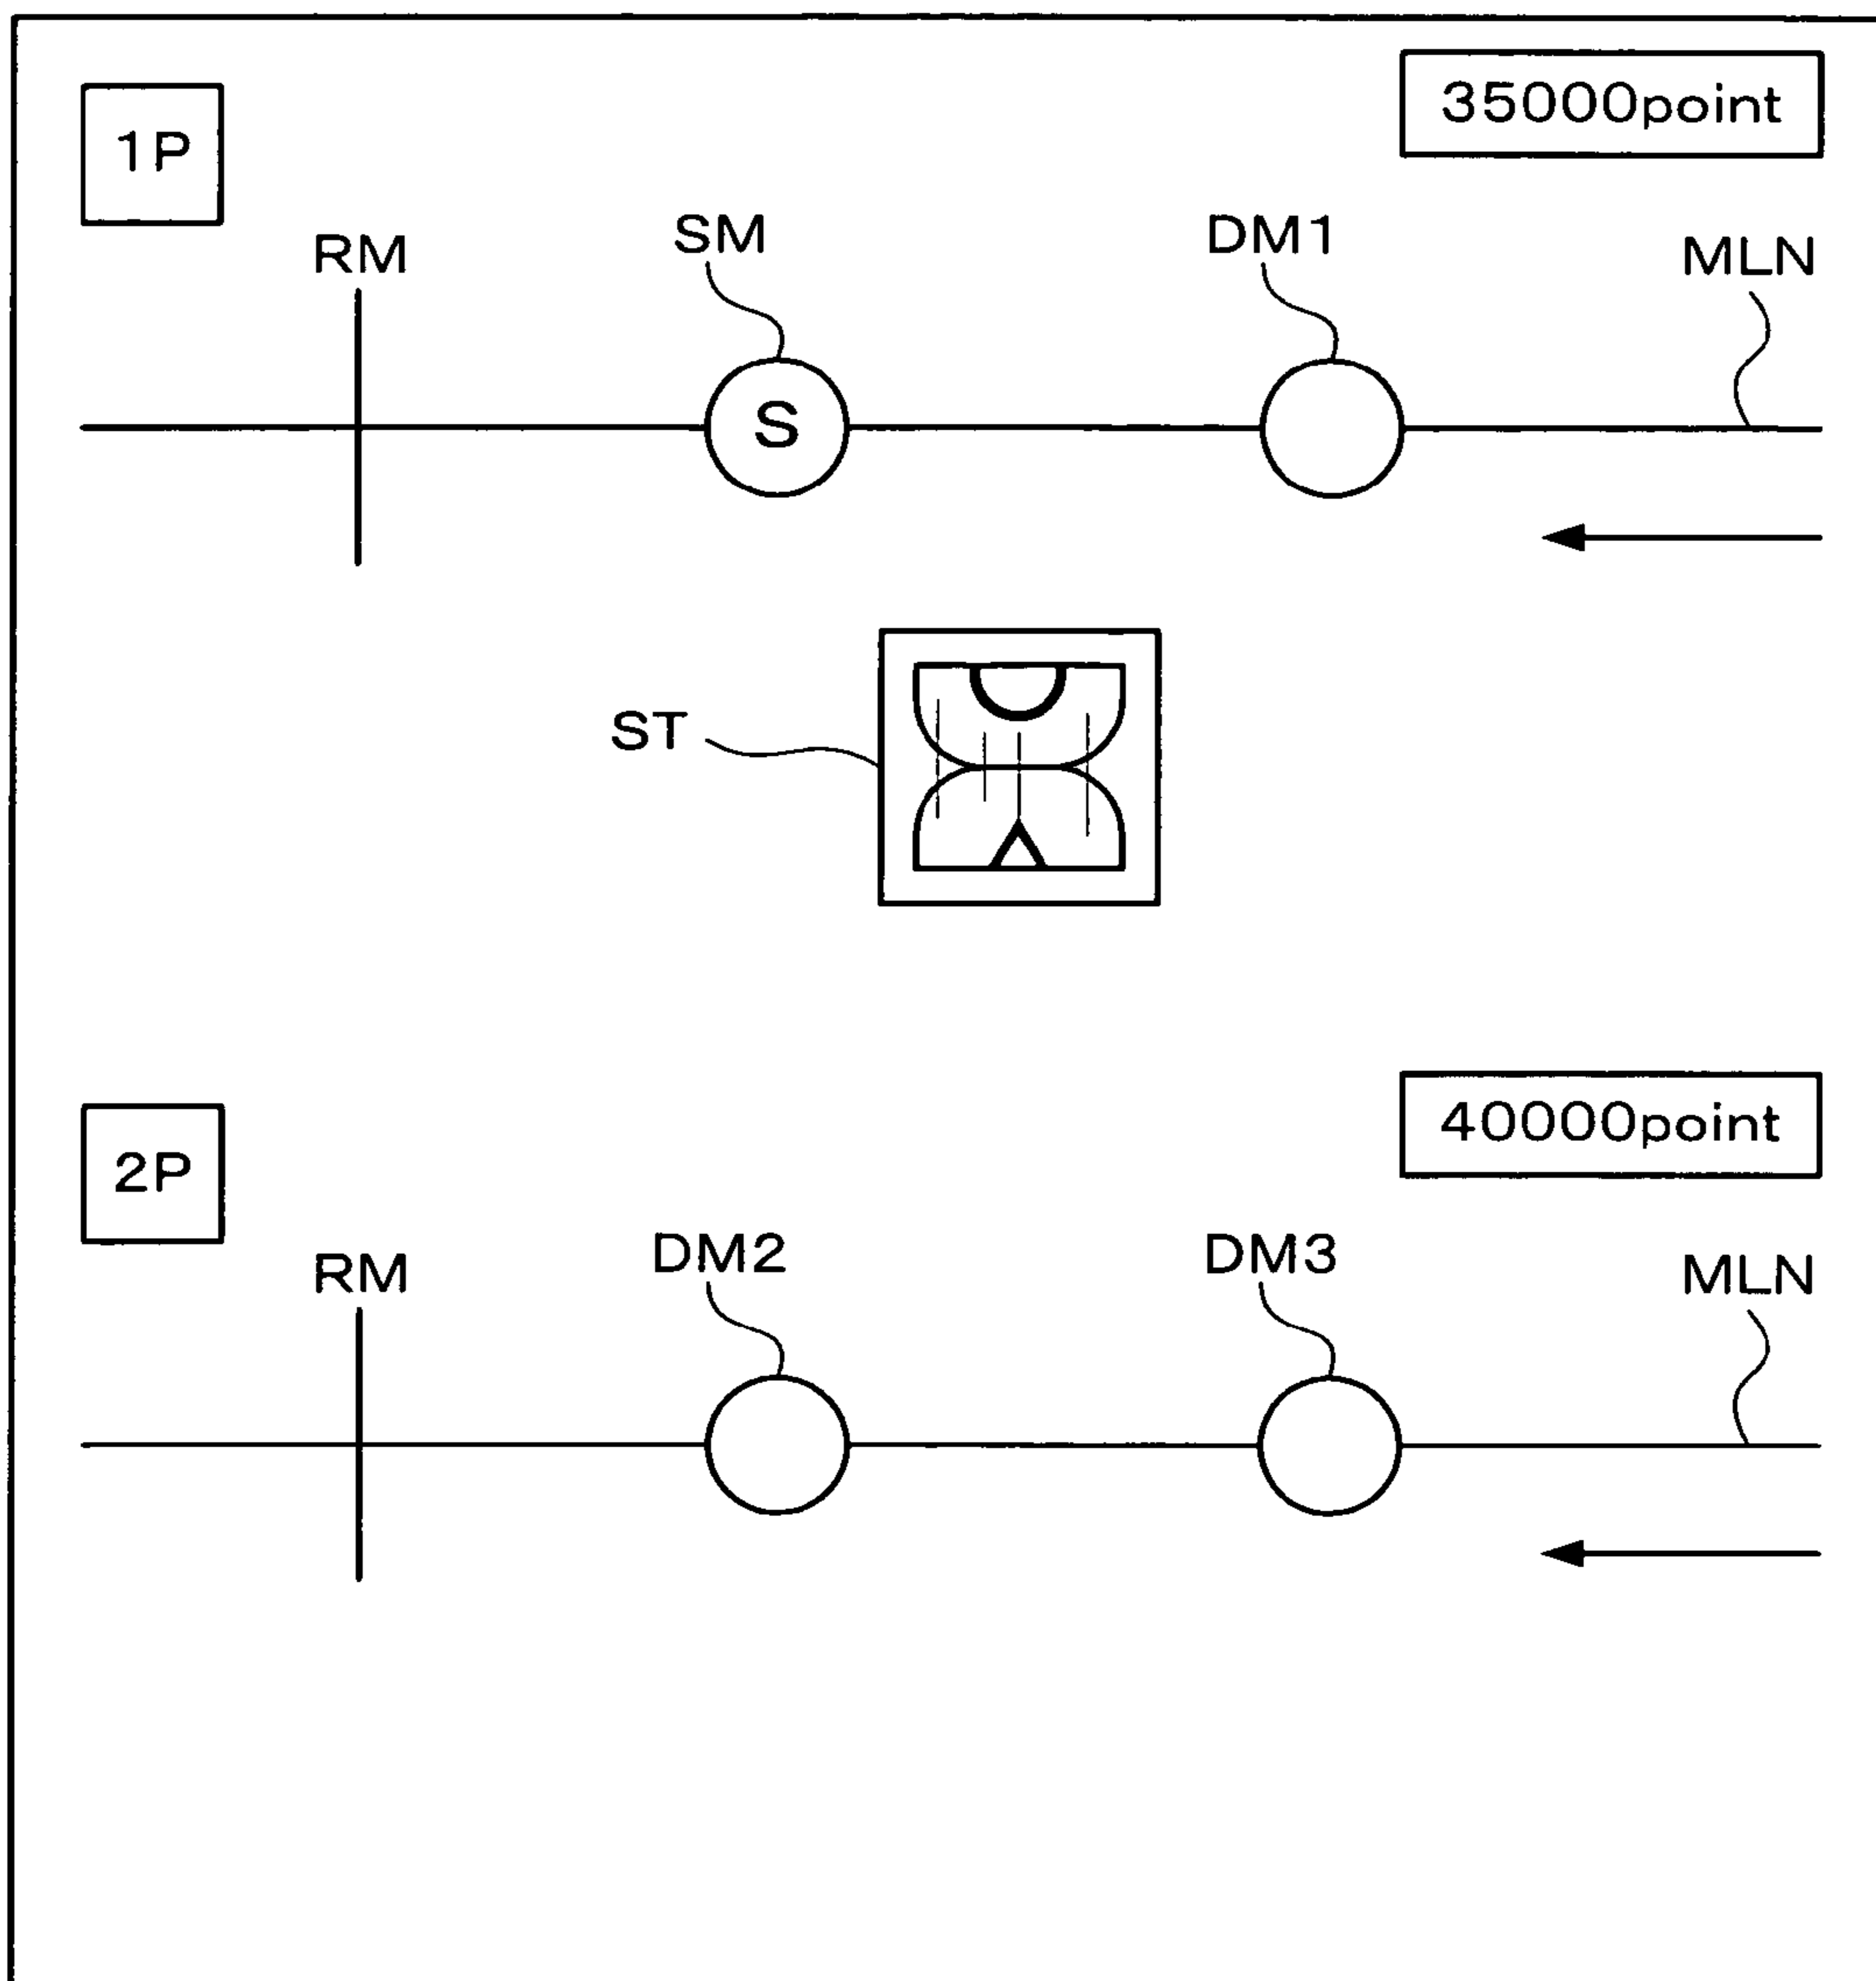 35000point
1P
RM
SM
DM1
MLN
S
ST
40000point
2P
RM
DM2
DM3
MLN